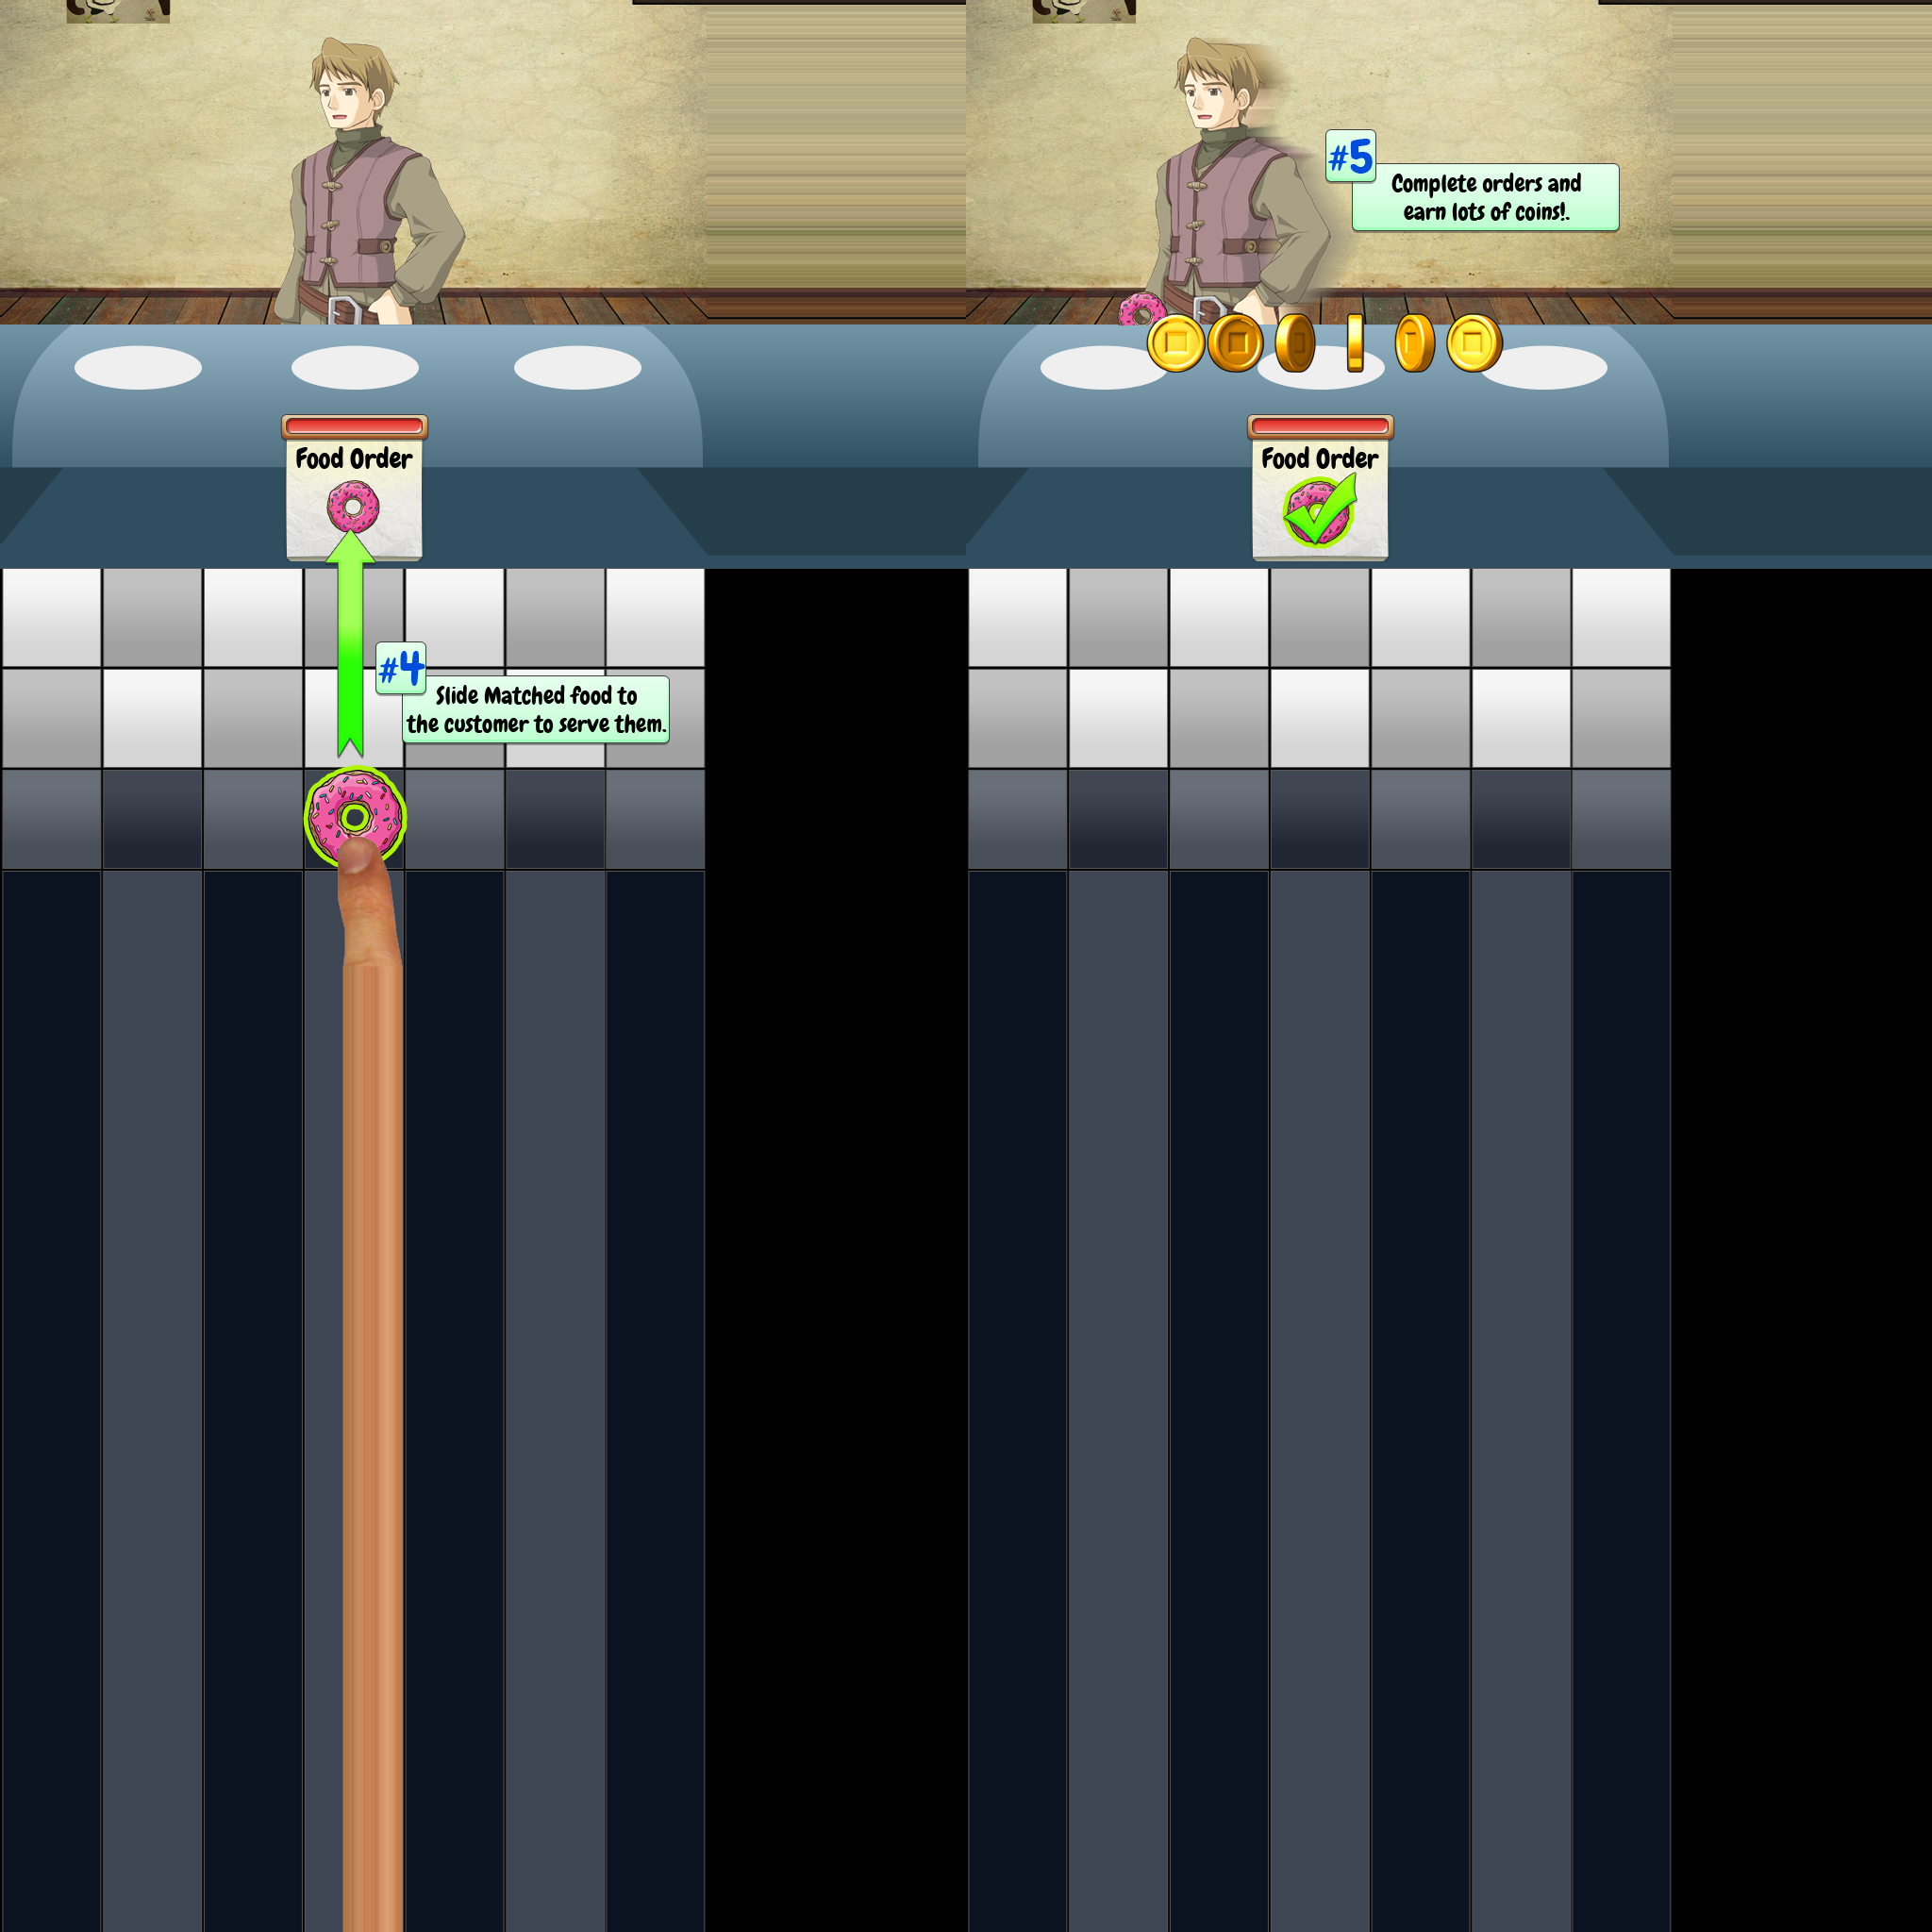 Food Order
#4
Slide Matched food to
the customer to serve them.
#5
Complete orders and
earn lots of coins!.
Food Order